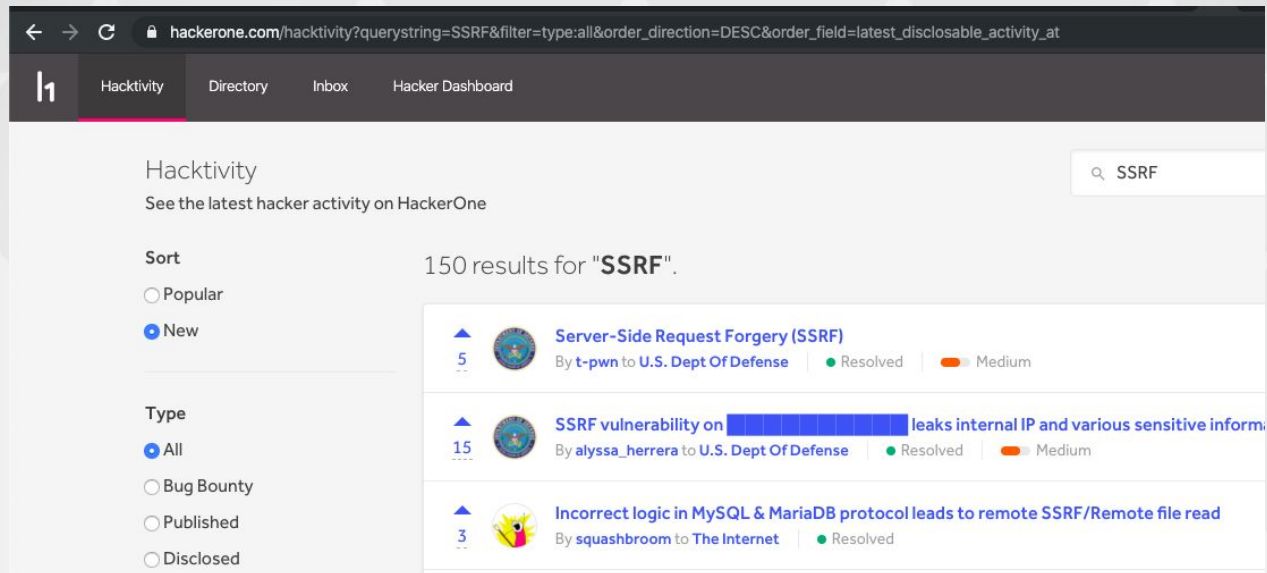 hackerone.com/hacktivity?querystring=SSRF&filter=type:all&order_direction=DESC&order_field=latest_disclosable_activity_at
h1 Hacktivity Directory Inbox Hacker Dashboard
Hacktivity
SSRF
See the latest hacker activity on HackerOne
Sort
150 results for "SSRF".
Popular
New
5
Server-Side Request Forgery (SSRF)
By t-pwn to U.S. Dept Of Defense Resolved Medium
Type
All
Bug Bounty
Published
Disclosed
15
SSRF vulnerability on ████████████ leaks internal IP and various sensitive informa
By alyssa_herrera to U.S. Dept Of Defense Resolved Medium
3
Incorrect logic in MySQL & MariaDB protocol leads to remote SSRF/Remote file read
By squashbroom to The Internet Resolved